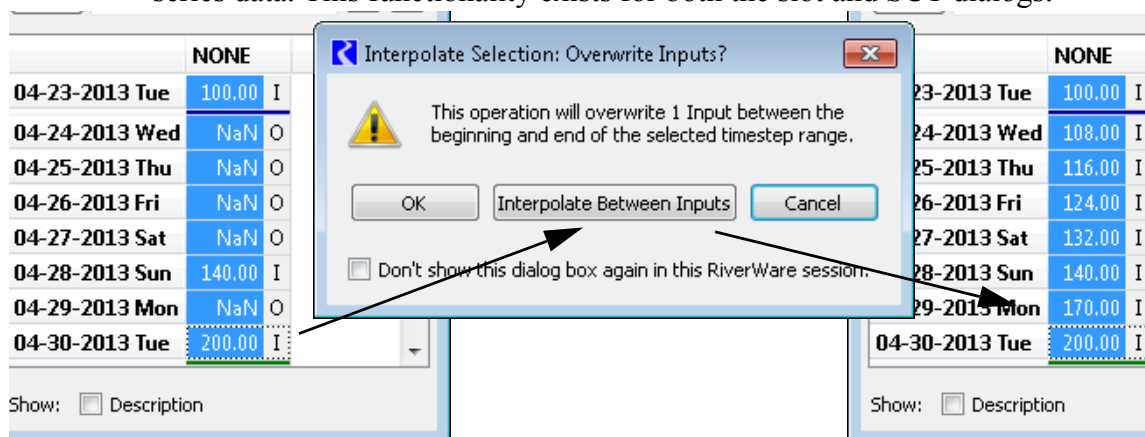 series data. This functionality exists for both the slot and SCT dialogs.
NONE
04-23-2013 Tue 100.00 I
04-24-2013 Wed NaN O
04-25-2013 Thu NaN O
04-26-2013 Fri NaN O
04-27-2013 Sat NaN O
04-28-2013 Sun 140.00 I
04-29-2013 Mon NaN O
04-30-2013 Tue 200.00 I
Show: Description
Interpolate Selection: Overwrite Inputs?
This operation will overwrite 1 Input between the
beginning and end of the selected timestep range.
OK Interpolate Between Inputs Cancel
Don't show this dialog box again in this RiverWare session.
NONE
23-2013 Tue 100.00 I
24-2013 Wed 108.00 I
25-2013 Thu 116.00 I
26-2013 Fri 124.00 I
27-2013 Sat 132.00 I
28-2013 Sun 140.00 I
29-2013 Mon 170.00 I
04-30-2013 Tue 200.00 I
Show: Description